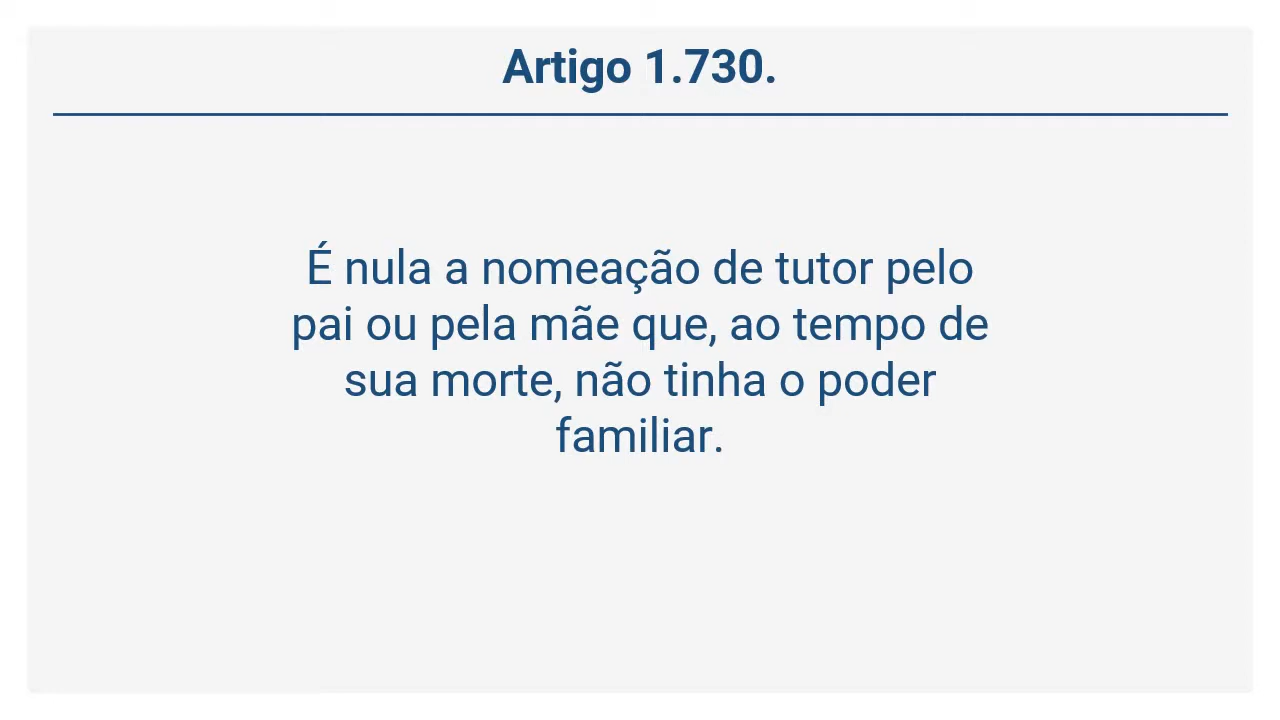 Artigo 1.730.
É nula a nomeação de tutor pelo
pai ou pela mãe que, ao tempo de
sua morte, não tinha o poder
familiar.